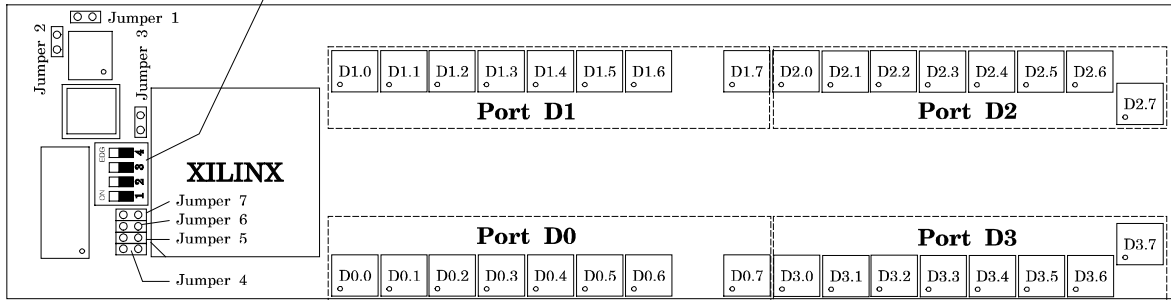 Jumper 1
Jumper 2
Jumper 3
D1.0 D1.1 D1.2 D1.3 D1.4 D1.5 D1.6 D1.7 D2.0 D2.1 D2.2 D2.3 D2.4 D2.5 D2.6
D2.7
Port D1 Port D2
EDG
4
3
2
1
ON
XILINX
Jumper 7
Jumper 6
Jumper 5
Jumper 4
Port D0 Port D3
D3.7
D0.0 D0.1 D0.2 D0.3 D0.4 D0.5 D0.6 D0.7 D3.0 D3.1 D3.2 D3.3 D3.4 D3.5 D3.6